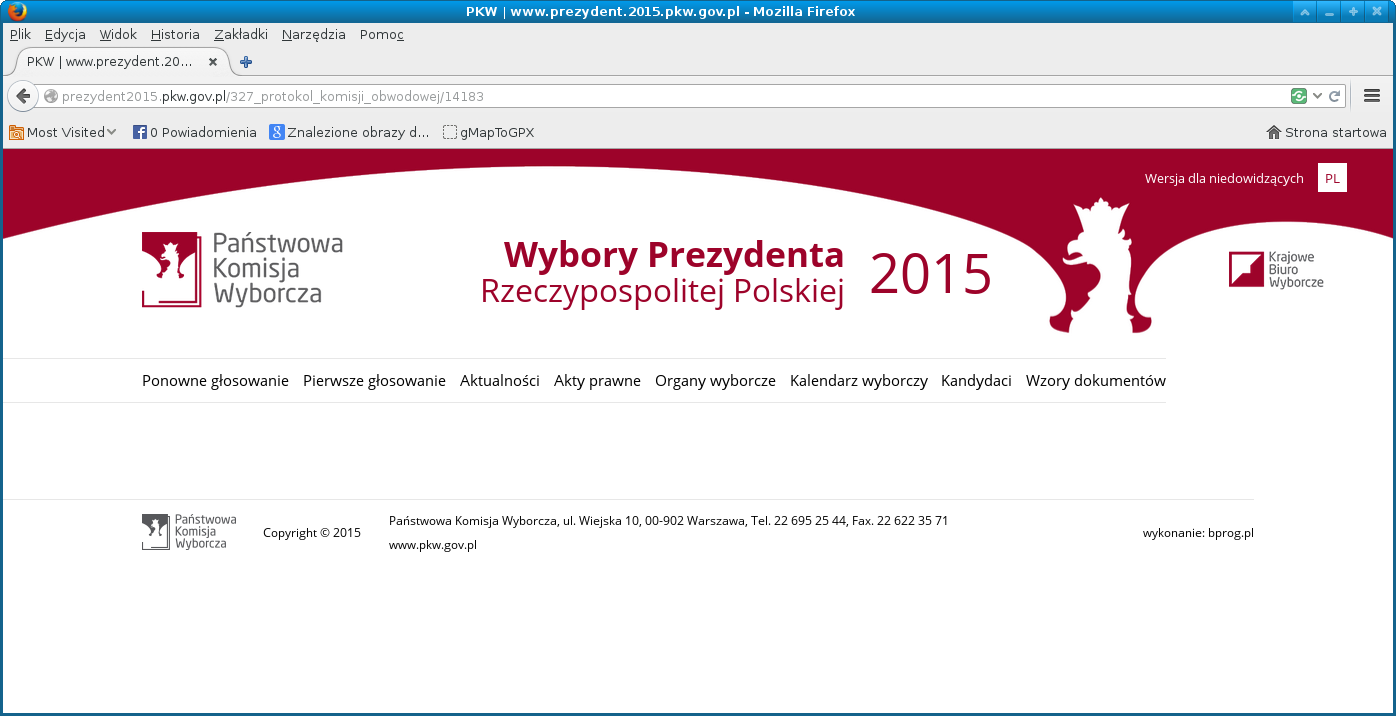 PKW | www.prezydent.2015.pkw.gov.pl - Mozilla Firefox
Plik Edycja Widok Historia Zakładki Narzędzia Pomoc
PKW | www.prezydent.20...
prezydent2015.pkw.gov.pl/327_protokol_komisji_obwodowej/14183
Most Visited 0 Powiadomienia Znalezione obrazy d... gMapToGPX Strona startowa
Wersja dla niedowidzących PL
Państwowa
Komisja
Wyborcza
Wybory Prezydenta
Rzeczypospolitej Polskiej
2015
Krajowe
Biuro
Wyborcze
Ponowne głosowanie Pierwsze głosowanie Aktualności Akty prawne Organy wyborcze Kalendarz wyborczy Kandydaci Wzory dokumentów
Państwowa
Komisja
Wyborcza
Copyright © 2015
Państwowa Komisja Wyborcza, ul. Wiejska 10, 00-902 Warszawa, Tel. 22 695 25 44, Fax. 22 622 35 71
www.pkw.gov.pl
wykonanie: bprog.pl